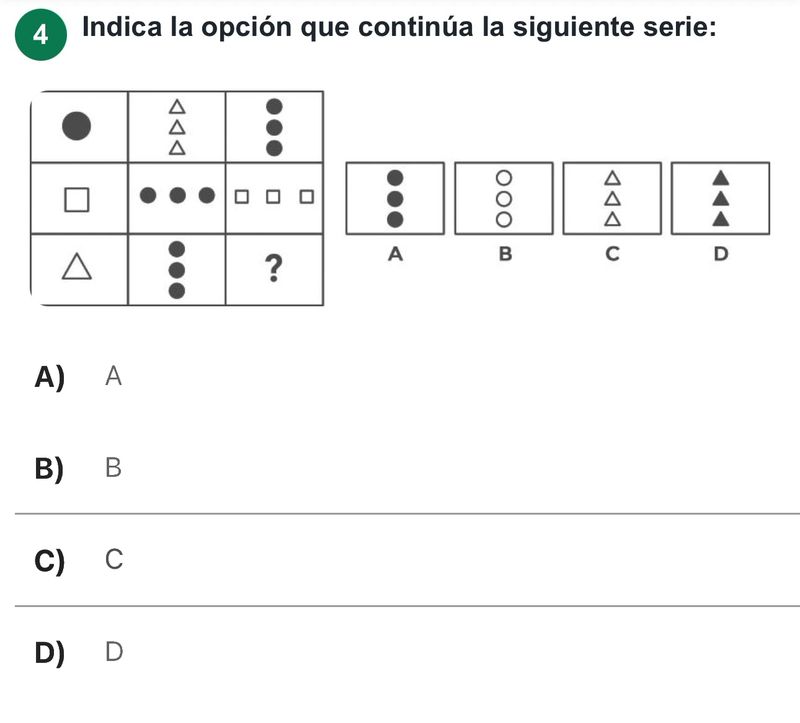 4 Indica la opción que continúa la siguiente serie:
?
A B C D
A) A
B) B
C) C
D) D